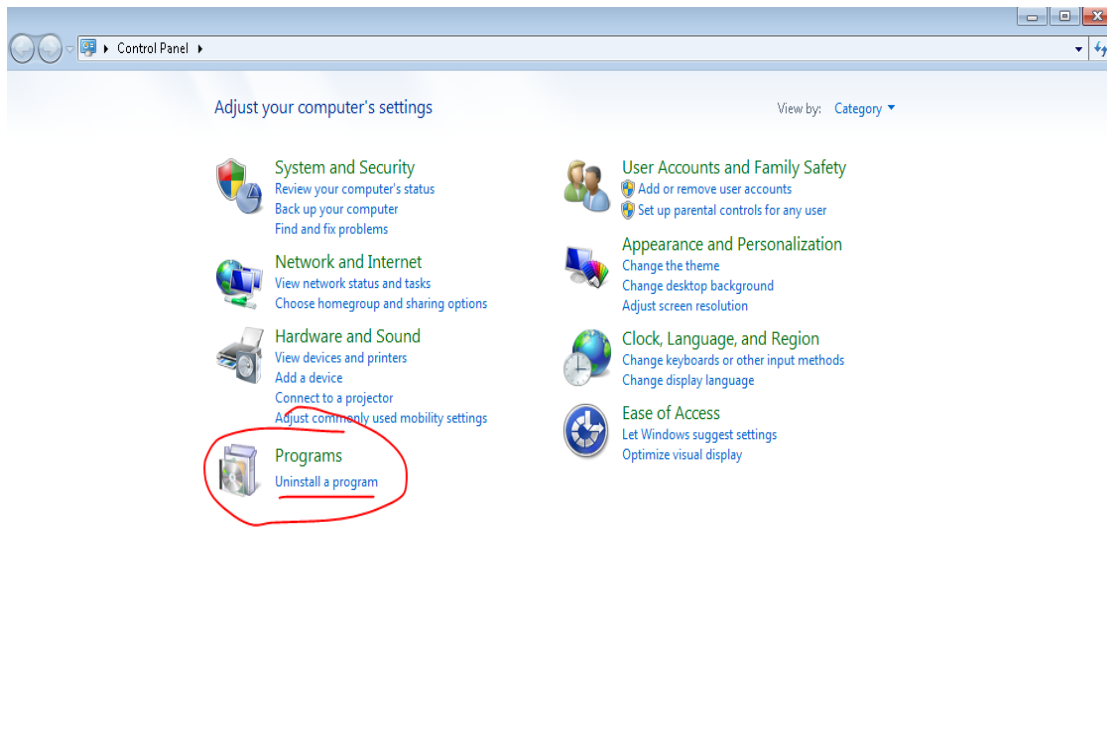 Control Panel
Adjust your computer's settings
View by: Category
System and Security
Review your computer's status
Back up your computer
Find and fix problems
Network and Internet
View network status and tasks
Choose homegroup and sharing options
Hardware and Sound
View devices and printers
Add a device
Connect to a projector
Adjust commonly used mobility settings
Programs
Uninstall a program
User Accounts and Family Safety
Add or remove user accounts
Set up parental controls for any user
Appearance and Personalization
Change the theme
Change desktop background
Adjust screen resolution
Clock, Language, and Region
Change keyboards or other input methods
Change display language
Ease of Access
Let Windows suggest settings
Optimize visual display